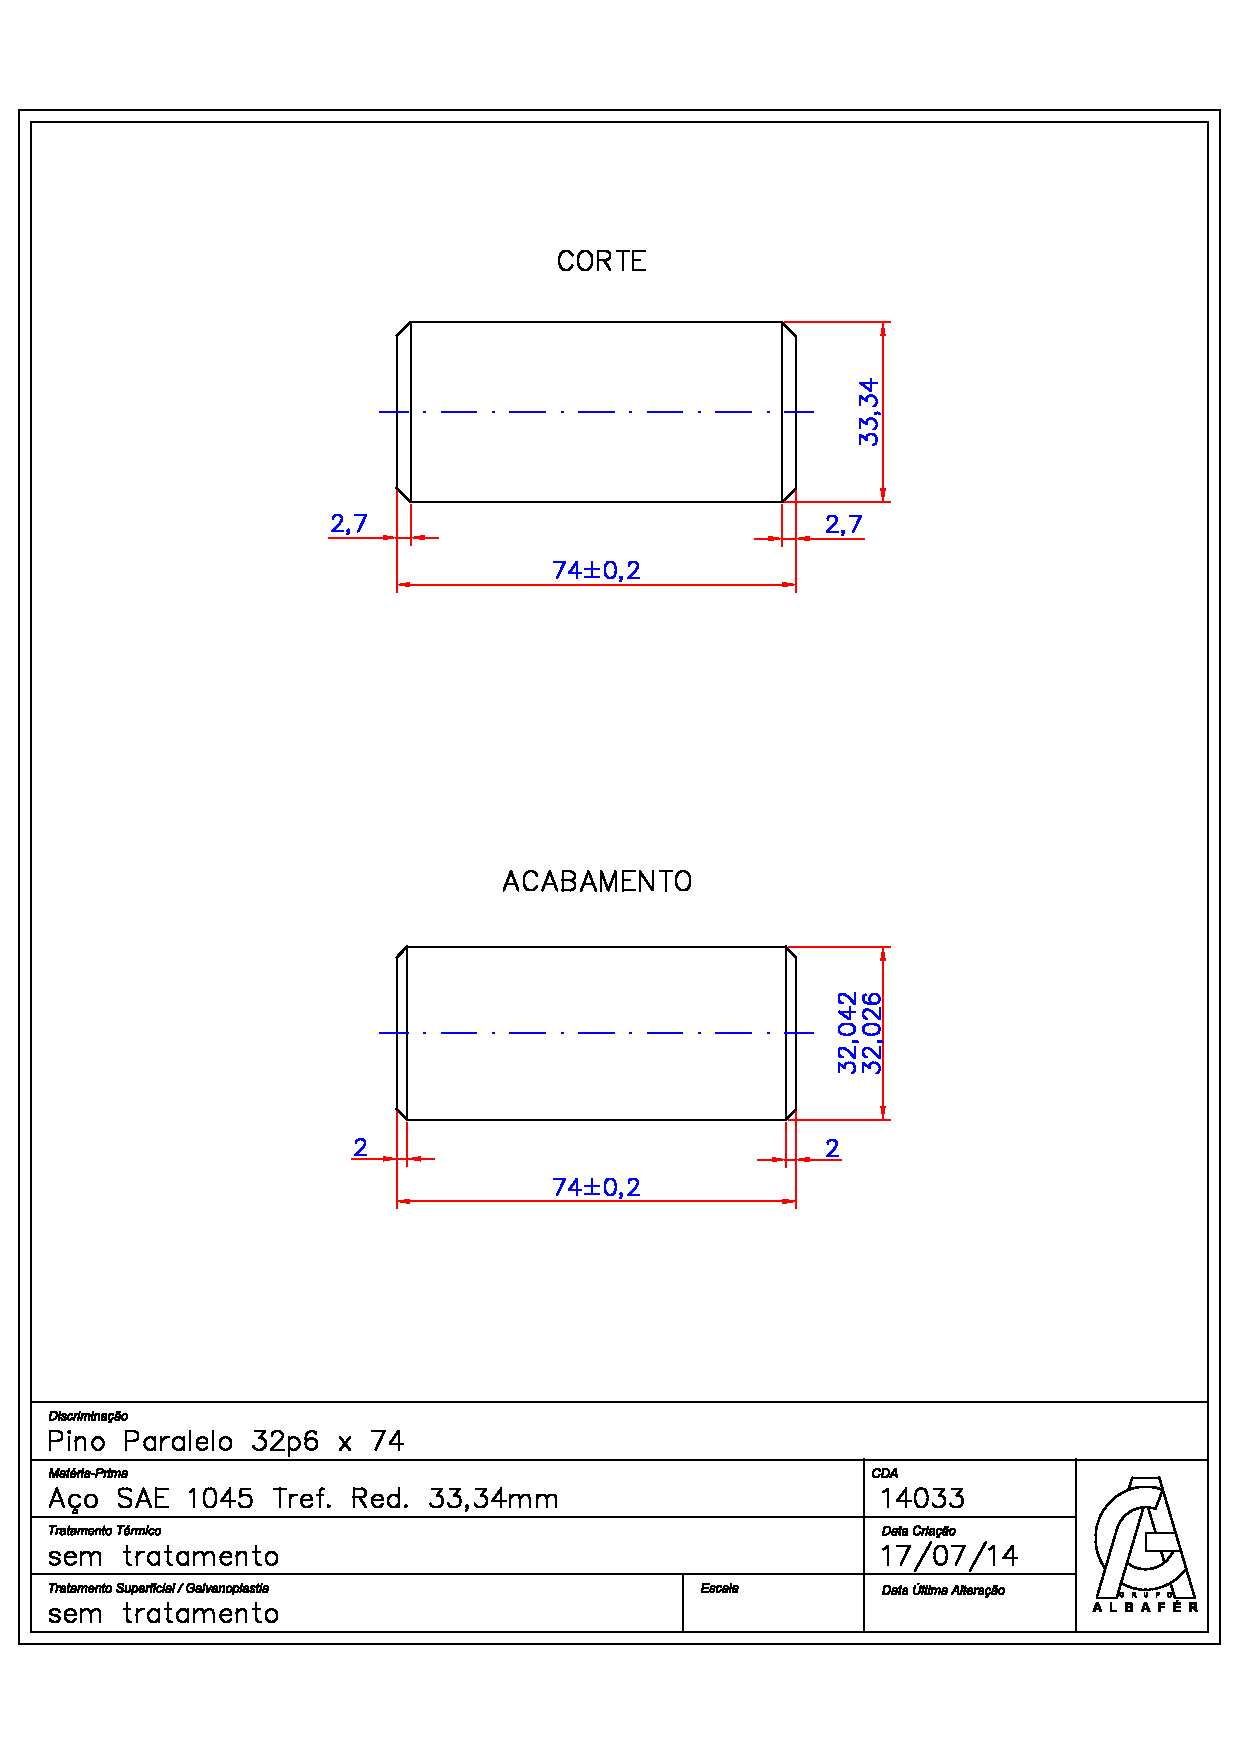 CORTE
33,34
2,7
2,7
74±0,2
ACABAMENTO
32,042
32,026
2
2
74±0,2
Discriminação
Pino Paralelo 32p6 x 74
Matéria-Prima
Aço SAE 1045 Tref. Red. 33,34mm
CDA
14033
Tratamento Térmico
sem tratamento
Data Criação
17/07/14
Tratamento Superficial / Galvanoplastia
sem tratamento
Escala
Data Última Alteração
GRUPO
ALBAFÉR